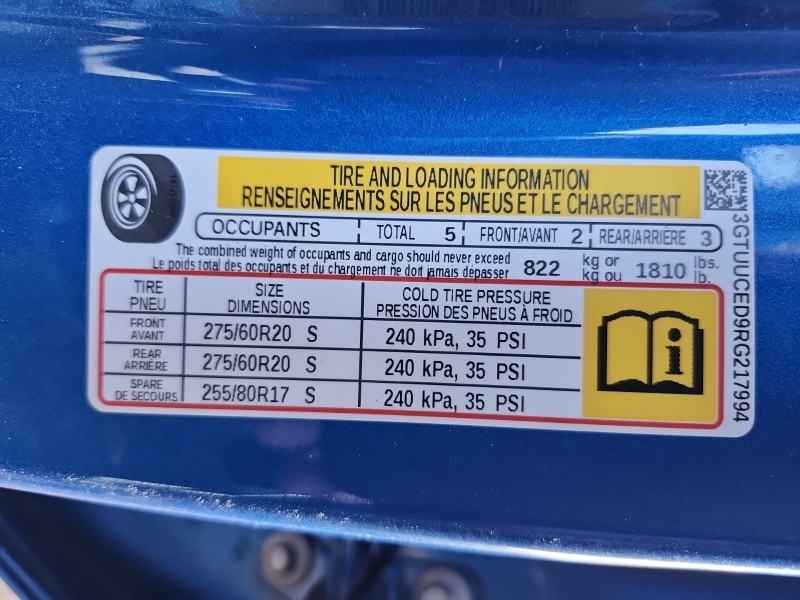 TIRE AND LOADING INFORMATION
RENSEIGNEMENTS SUR LES PNEUS ET LE CHARGEMENT
OCCUPANTS TOTAL 5 FRONT/AVANT 2 REAR/ARRIÈRE 3
The combined weight of occupants and cargo should never exceed
Le poids total des occupants et du chargement ne doit jamais dépasser
822 kg or 1810 lbs.
kg ou lb.
TIRE SIZE COLD TIRE PRESSURE
PNEU DIMENSIONS PRESSION DES PNEUS À FROID
FRONT
AVANT 275/60R20 S 240 kPa, 35 PSI
REAR
ARRIÈRE 275/60R20 S 240 kPa, 35 PSI
SPARE
DE SECOURS 255/80R17 S 240 kPa, 35 PSI
i
3GTUUCED9RG217994